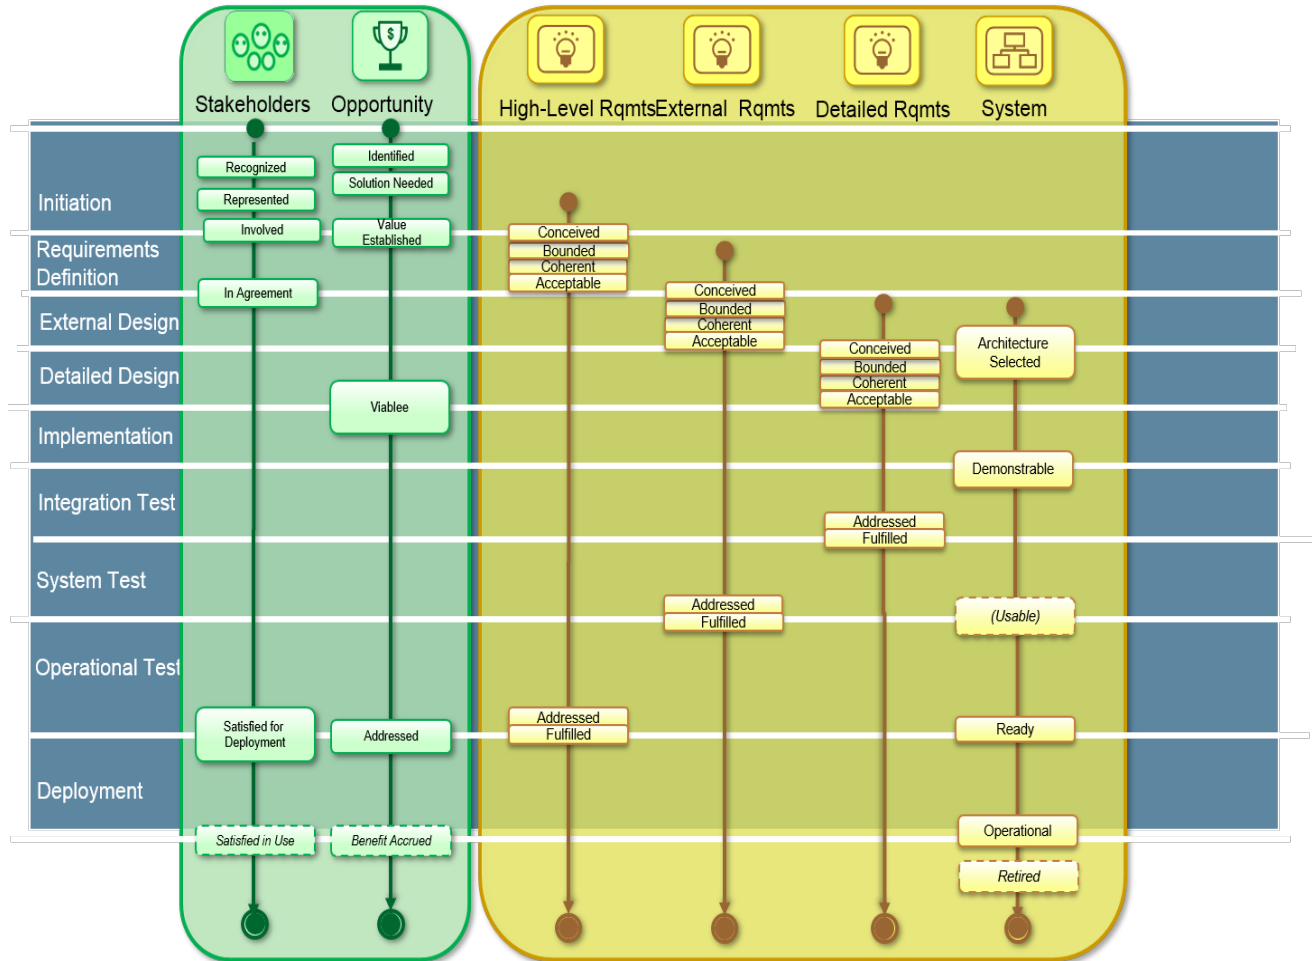 $
Stakeholders
Opportunity
High-Level Rqmts
External Rqmts
Detailed Rqmts
System
Initiation
Requirements
Definition
External Design
Detailed Design
Implementation
Integration Test
System Test
Operational Test
Deployment
Recognized
Represented
Involved
In Agreement
Satisfied for
Deployment
Satisfied in Use
Identified
Solution Needed
Value
Established
Viablee
Addressed
Benefit Accrued
Conceived
Bounded
Coherent
Acceptable
Addressed
Fulfilled
Conceived
Bounded
Coherent
Acceptable
Addressed
Fulfilled
Conceived
Bounded
Coherent
Acceptable
Addressed
Fulfilled
Architecture
Selected
Demonstrable
(Usable)
Ready
Operational
Retired